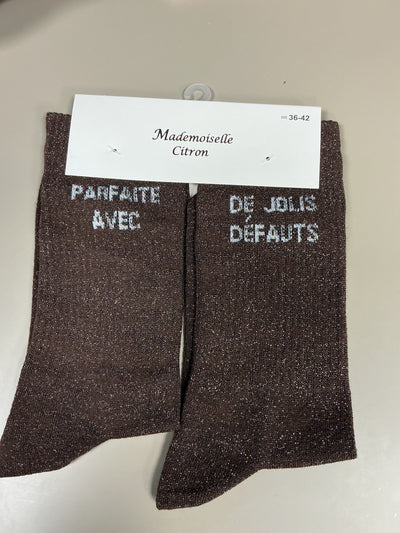 Mademoiselle
Citron
36-42
PARFAITE
AVEC
DE JOLIS
DÉFAUTS